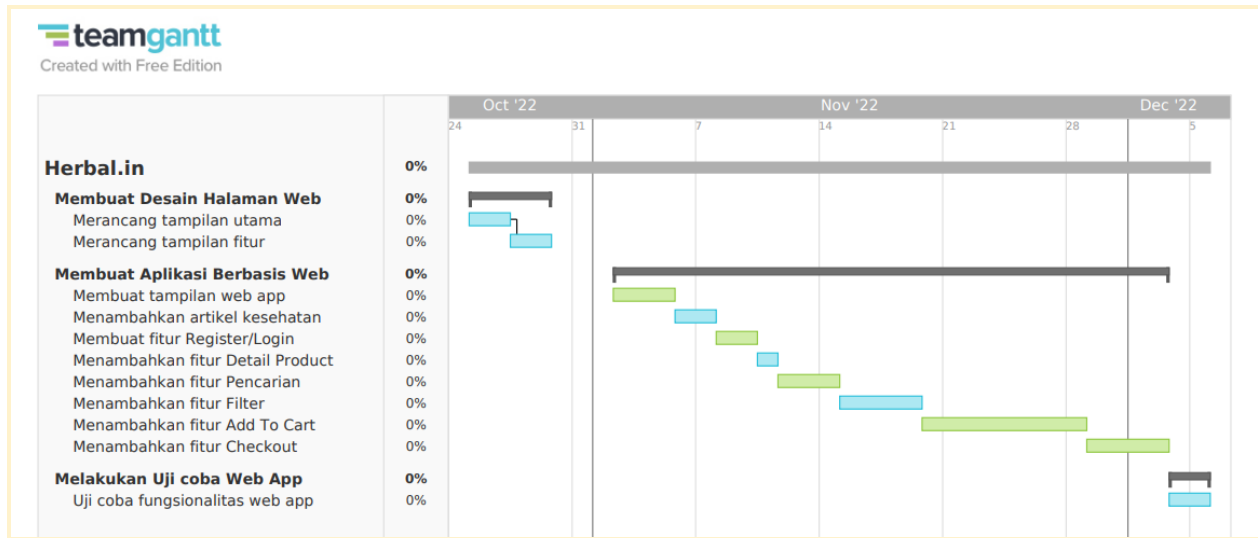 teamgantt
Created with Free Edition
Oct '22 Nov '22 Dec '22
24 31 7 14 21 28 5
Herbal.in 0%
Membuat Desain Halaman Web 0%
Merancang tampilan utama 0%
Merancang tampilan fitur 0%
Membuat Aplikasi Berbasis Web 0%
Membuat tampilan web app 0%
Menambahkan artikel kesehatan 0%
Membuat fitur Register/Login 0%
Menambahkan fitur Detail Product 0%
Menambahkan fitur Pencarian 0%
Menambahkan fitur Filter 0%
Menambahkan fitur Add To Cart 0%
Menambahkan fitur Checkout 0%
Melakukan Uji coba Web App 0%
Uji coba fungsionalitas web app 0%